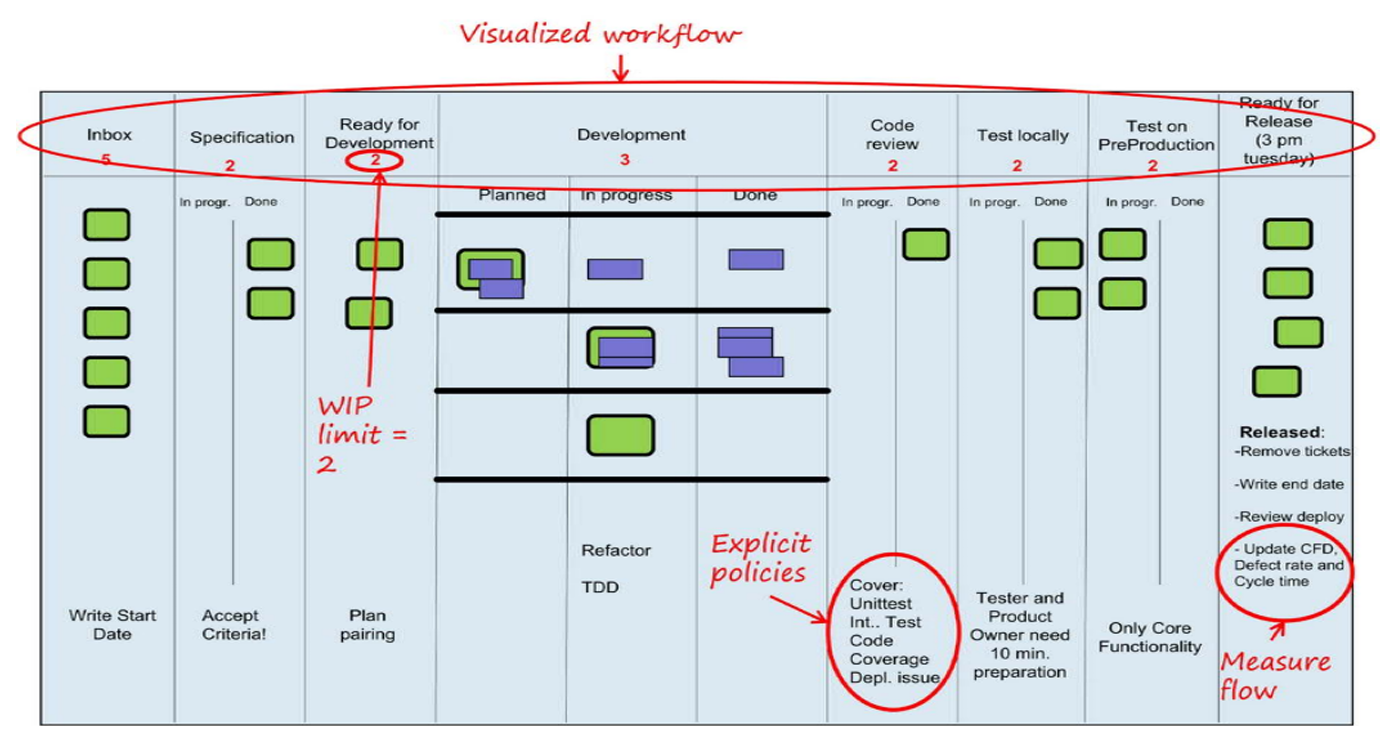 Visualized workflow
Inbox
5
Specification
2
Ready for
Development
2
Development
3
Code
review
2
Test locally
2
Test on
PreProduction
2
Ready for
Release
(3 pm
tuesday)
In progr. Done
Planned
In progress
Done
In progr. Done
In progr. Done
In progr. Done
WIP
limit =
2
Released:
-Remove tickets
-Write end date
-Review deploy
- Update CFD,
Defect rate and
Cycle time
Refactor
TDD
Explicit
policies
Write Start
Date
Accept
Criteria!
Plan
pairing
Cover:
Unittest
Int.. Test
Code
Coverage
Depl. issue
Tester and
Product
Owner need
10 min.
preparation
Only Core
Functionality
Measure
flow